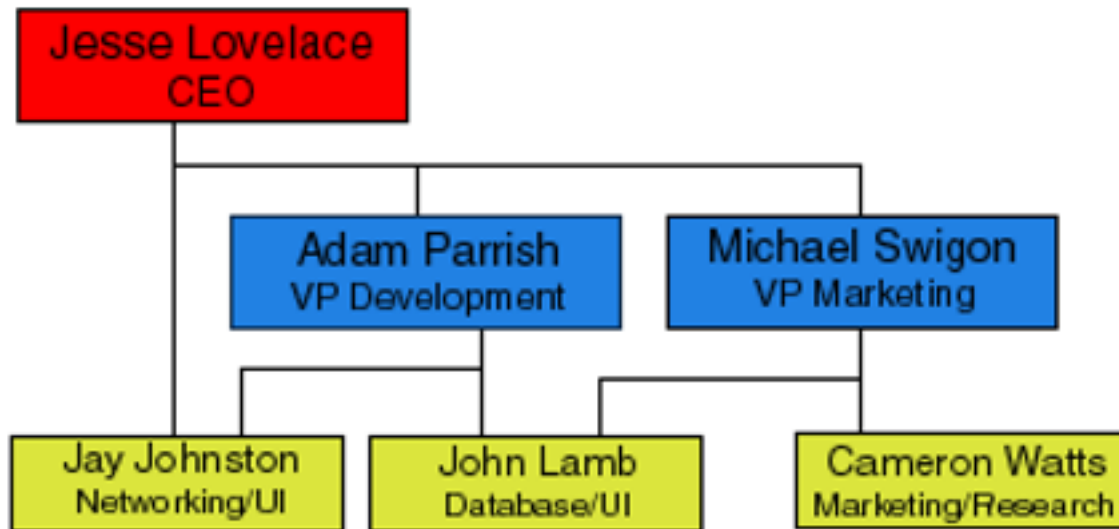 Jesse Lovelace
CEO
Adam Parrish
VP Development
Michael Swigon
VP Marketing
Jay Johnston
Networking/UI
John Lamb
Database/UI
Cameron Watts
Marketing/Research